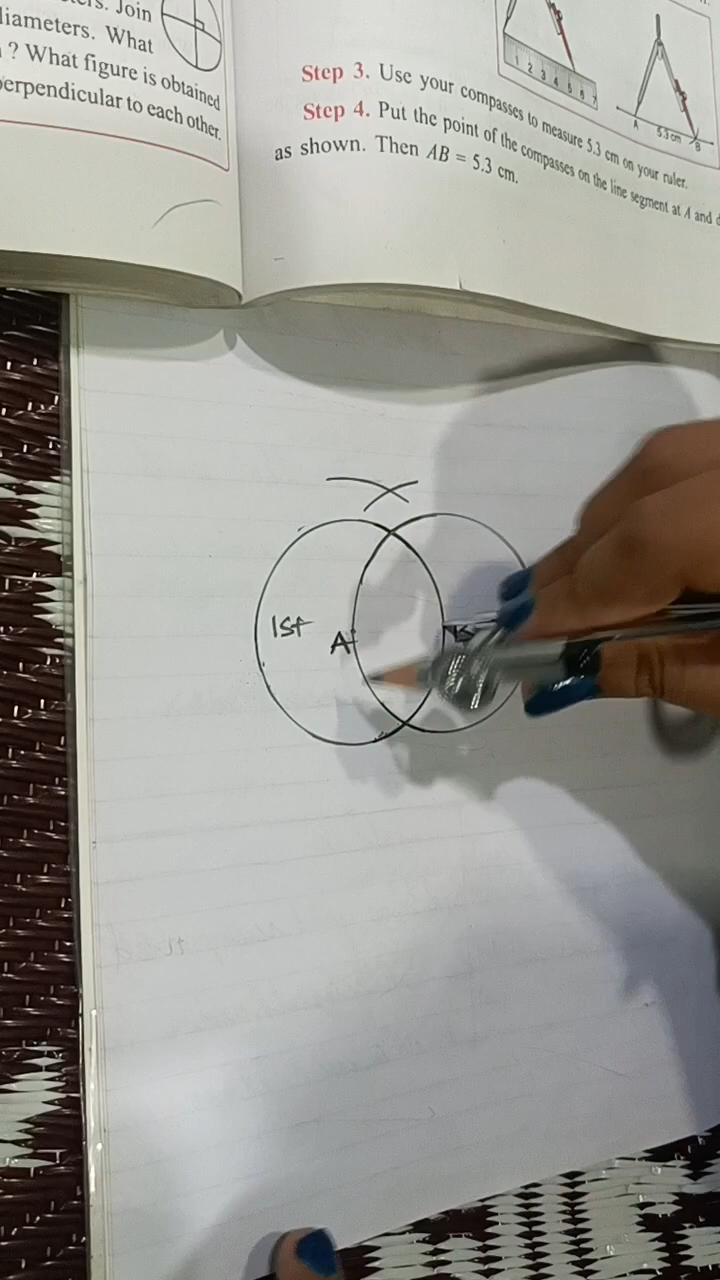 Join
diameters. What
? What figure is obtained
perpendicular to each other.
1 2 3 4 5 6 7
A 5.3 cm B
Step 3. Use your compasses to measure 5.3 cm on your ruler.
Step 4. Put the point of the compasses on the line segment at A and
as shown. Then AB = 5.3 cm.
1st
A